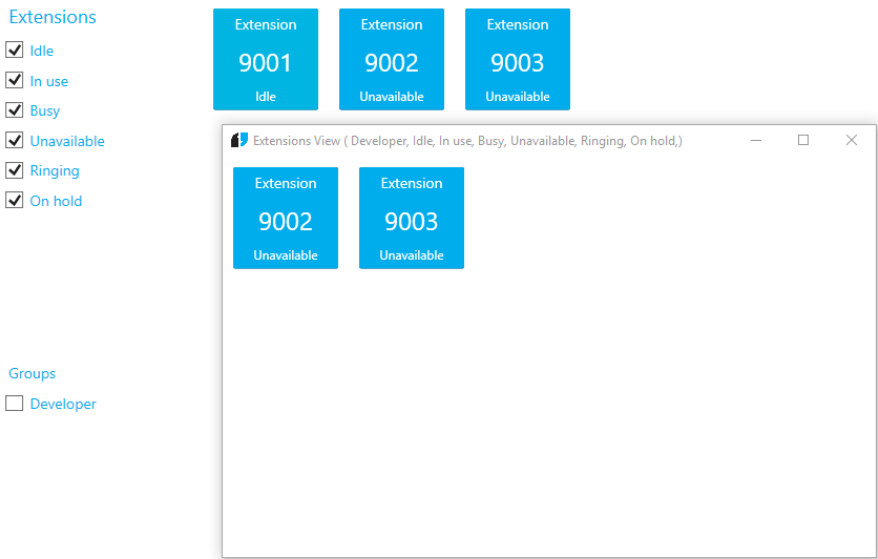 Extensions
Idle
In use
Busy
Unavailable
Ringing
On hold
Groups
Developer
Extension
9001
Idle
Extension
9002
Unavailable
Extension
9003
Unavailable
Extensions View ( Developer, Idle, In use, Busy, Unavailable, Ringing, On hold,)
Extension
9002
Unavailable
Extension
9003
Unavailable